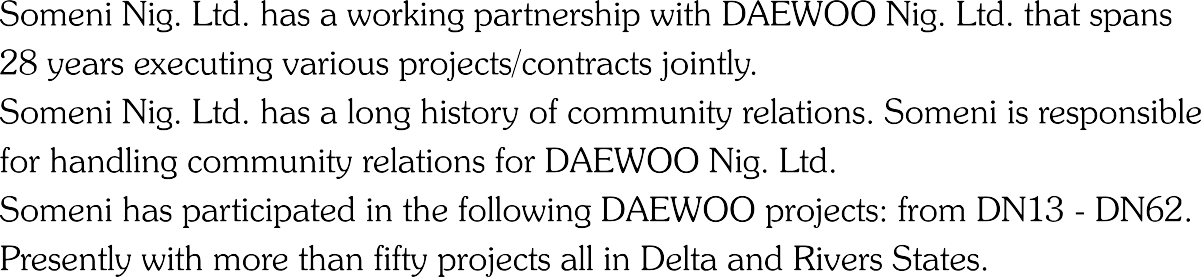 Someni Nig. Ltd. has a working partnership with DAEWOO Nig. Ltd. that spans
28 years executing various projects/contracts jointly.
Someni Nig. Ltd. has a long history of community relations. Someni is responsible
for handling community relations for DAEWOO Nig. Ltd.
Someni has participated in the following DAEWOO projects: from DN13 - DN62.
Presently with more than fifty projects all in Delta and Rivers States.